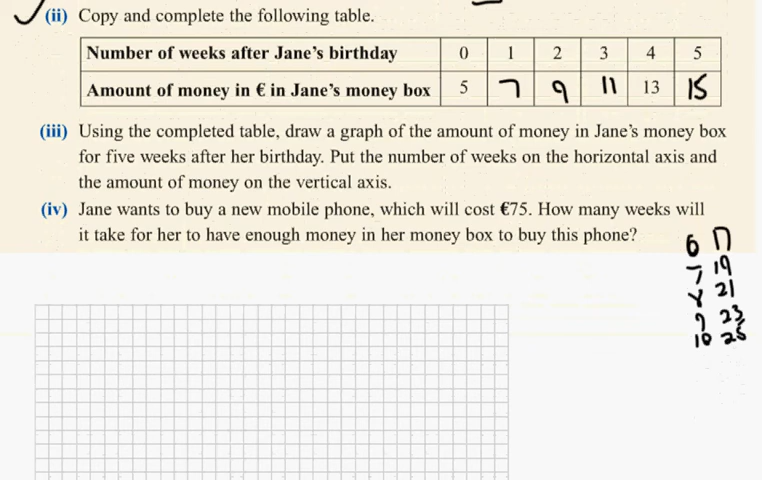 (ii) Copy and complete the following table.
Number of weeks after Jane's birthday 0 1 2 3 4 5
Amount of money in € in Jane's money box 5 7 9 11 13 15
(iii) Using the completed table, draw a graph of the amount of money in Jane's money box
for five weeks after her birthday. Put the number of weeks on the horizontal axis and
the amount of money on the vertical axis.
(iv) Jane wants to buy a new mobile phone, which will cost €75. How many weeks will
it take for her to have enough money in her money box to buy this phone?
6 17
7 19
8 21
9 23
10 25